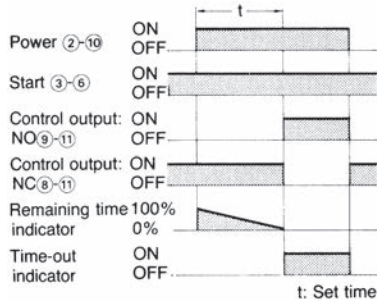 t
Power ②-⑩ ON
OFF
Start ③-⑥ ON
OFF
Control output: ON
NO⑨-⑪ OFF
Control output: ON
NC⑧-⑪ OFF
Remaining time 100%
indicator 0%
Time-out ON
indicator OFF
t: Set time